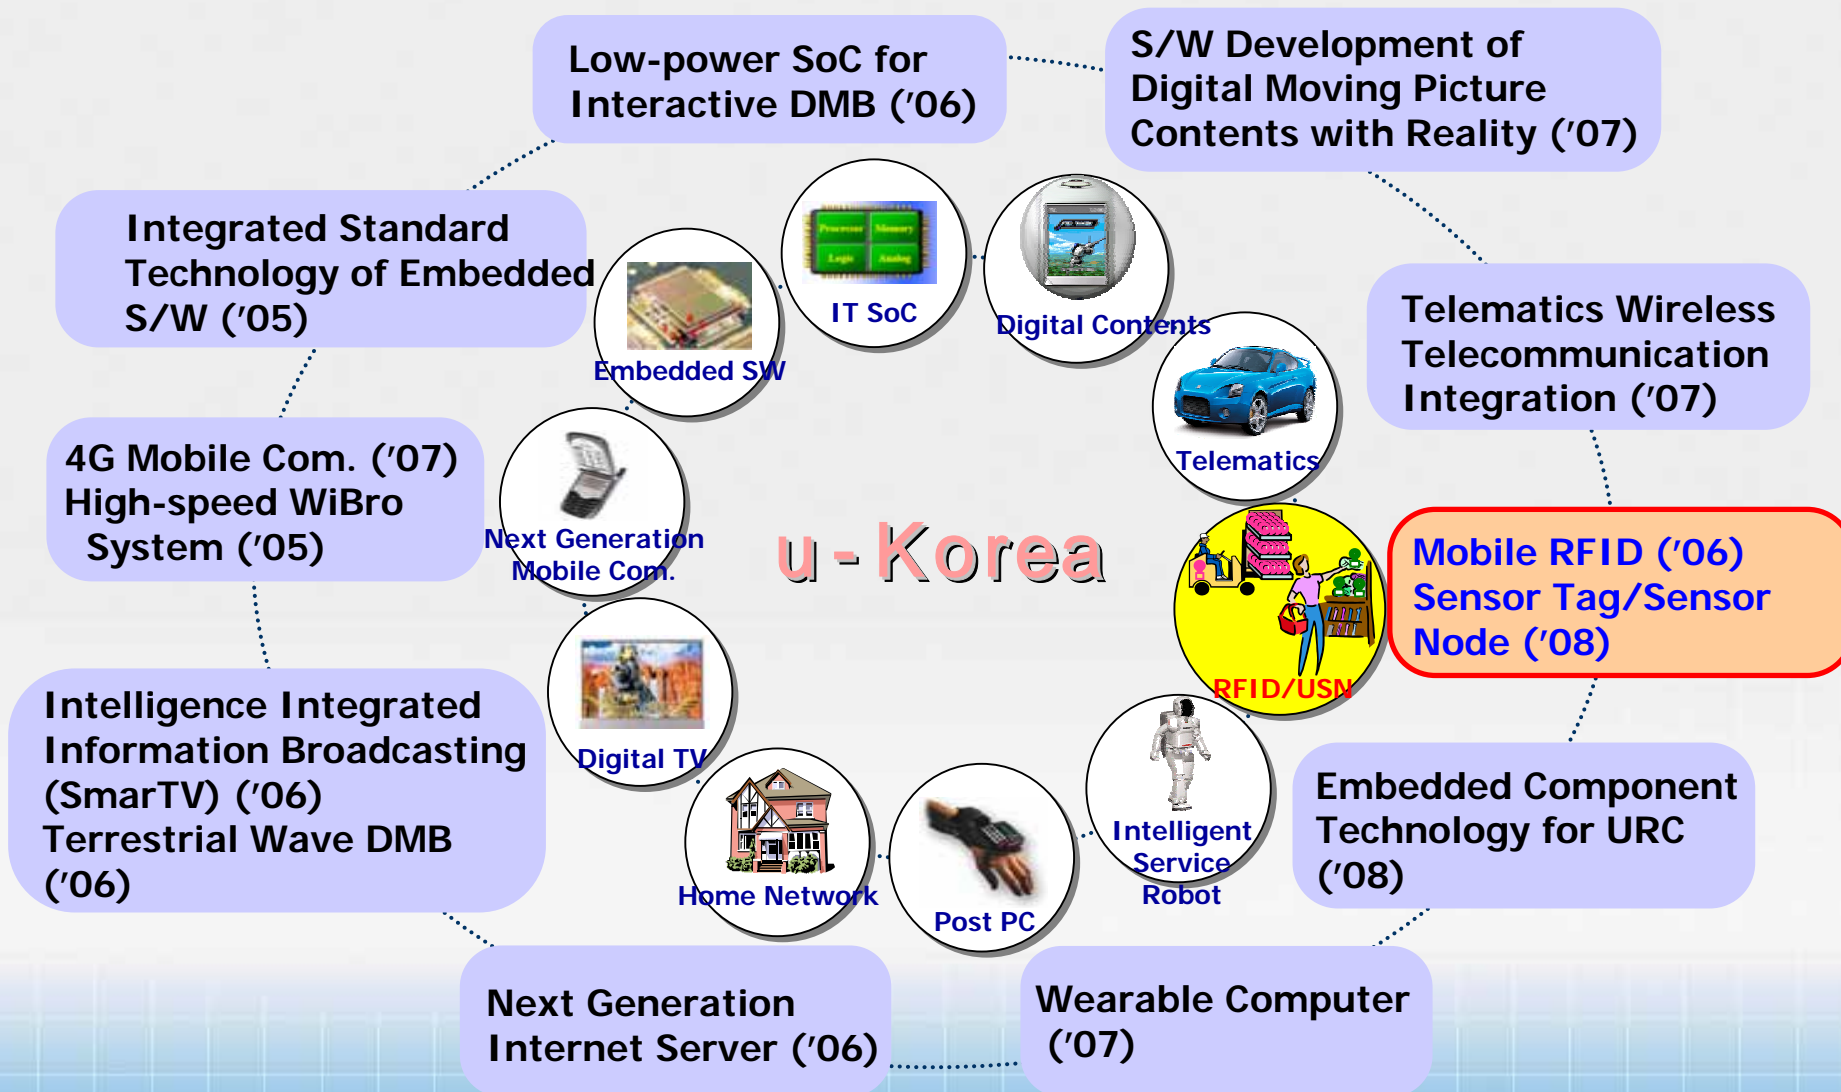 Low-power SoC for
Interactive DMB ('06)
S/W Development of
Digital Moving Picture
Contents with Reality ('07)
Integrated Standard
Technology of Embedded
S/W ('05)
Telematics Wireless
Telecommunication
Integration ('07)
4G Mobile Com. ('07)
High-speed WiBro
System ('05)
Mobile RFID ('06)
Sensor Tag/Sensor
Node ('08)
Intelligence Integrated
Information Broadcasting
(SmarTV) ('06)
Terrestrial Wave DMB
('06)
Embedded Component
Technology for URC
('08)
Next Generation
Internet Server ('06)
Wearable Computer
('07)
Processor Memory
Logic Analog
IT SoC
Digital Contents
Embedded SW
Telematics
Next Generation
Mobile Com.
u-Korea
RFID/USN
Digital TV
Home Network
Post PC
Intelligent
Service
Robot